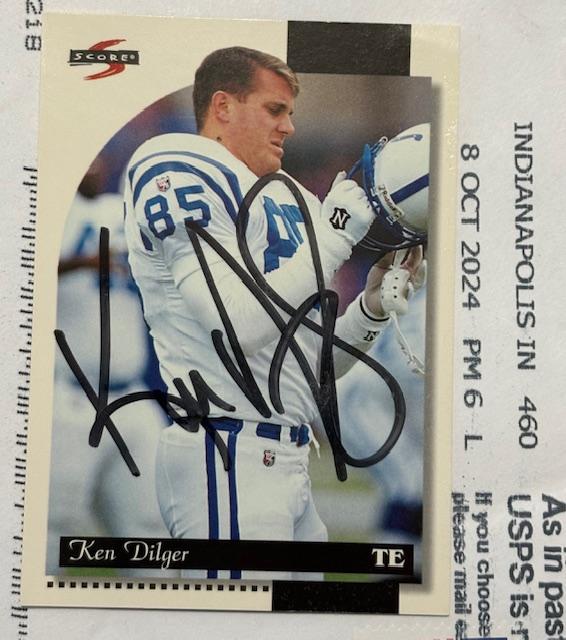 218
SCORE
85
N
N
Ken Dilger
TE
INDIANAPOLIS IN 460
8 OCT 2024 PM 6 L
As in pas
USPS is
If you choose
please mail